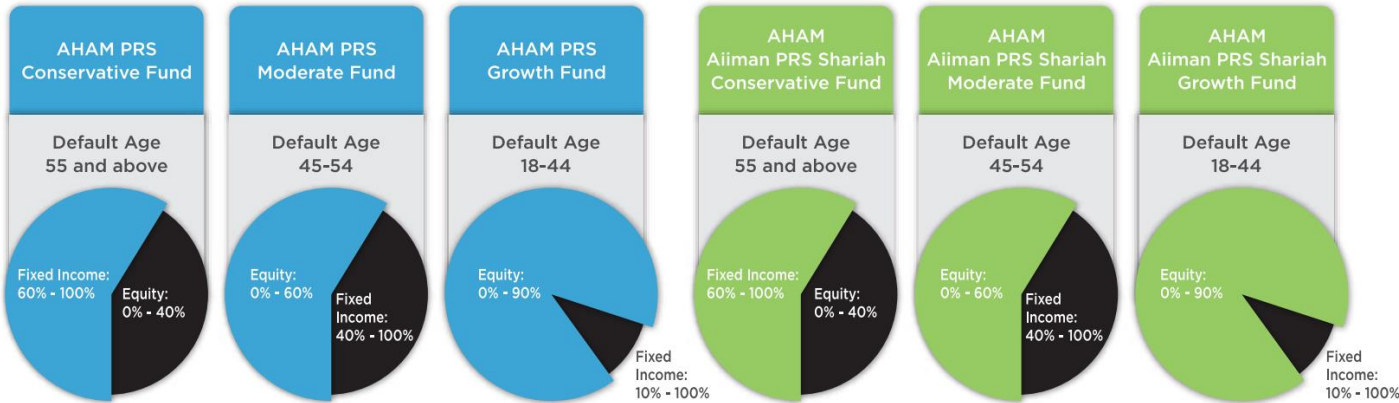 AHAM PRS
Conservative Fund
Default Age
55 and above
Fixed Income:
60% - 100%
Equity:
0% - 40%
AHAM PRS
Moderate Fund
Default Age
45-54
Equity:
0% - 60%
Fixed
Income:
40% - 100%
AHAM PRS
Growth Fund
Default Age
18-44
Equity:
0% - 90%
Fixed
Income:
10% - 100%
AHAM
Aiiman PRS Shariah
Conservative Fund
Default Age
55 and above
Fixed Income:
60% - 100%
Equity:
0% - 40%
AHAM
Aiiman PRS Shariah
Moderate Fund
Default Age
45-54
Equity:
0% - 60%
Fixed
Income:
40% - 100%
AHAM
Aiiman PRS Shariah
Growth Fund
Default Age
18-44
Equity:
0% - 90%
Fixed
Income:
10% - 100%